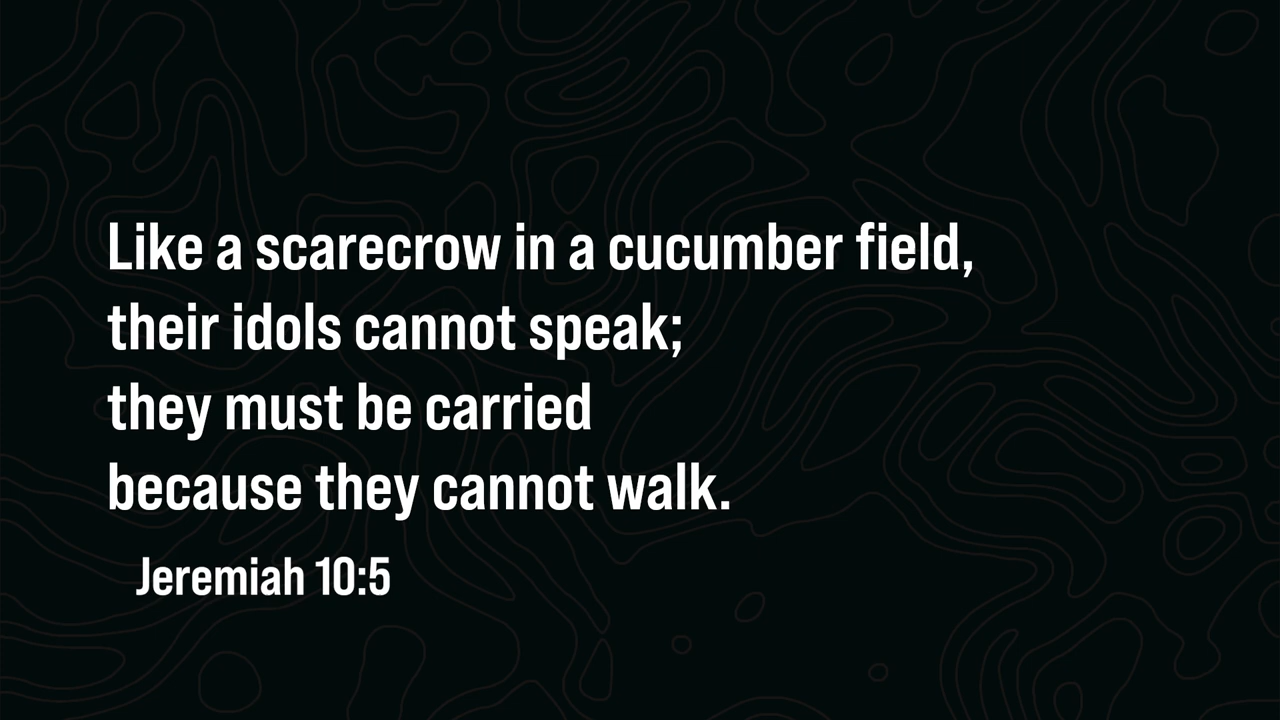 Like a scarecrow in a cucumber field,
their idols cannot speak;
they must be carried
because they cannot walk.
Jeremiah 10:5